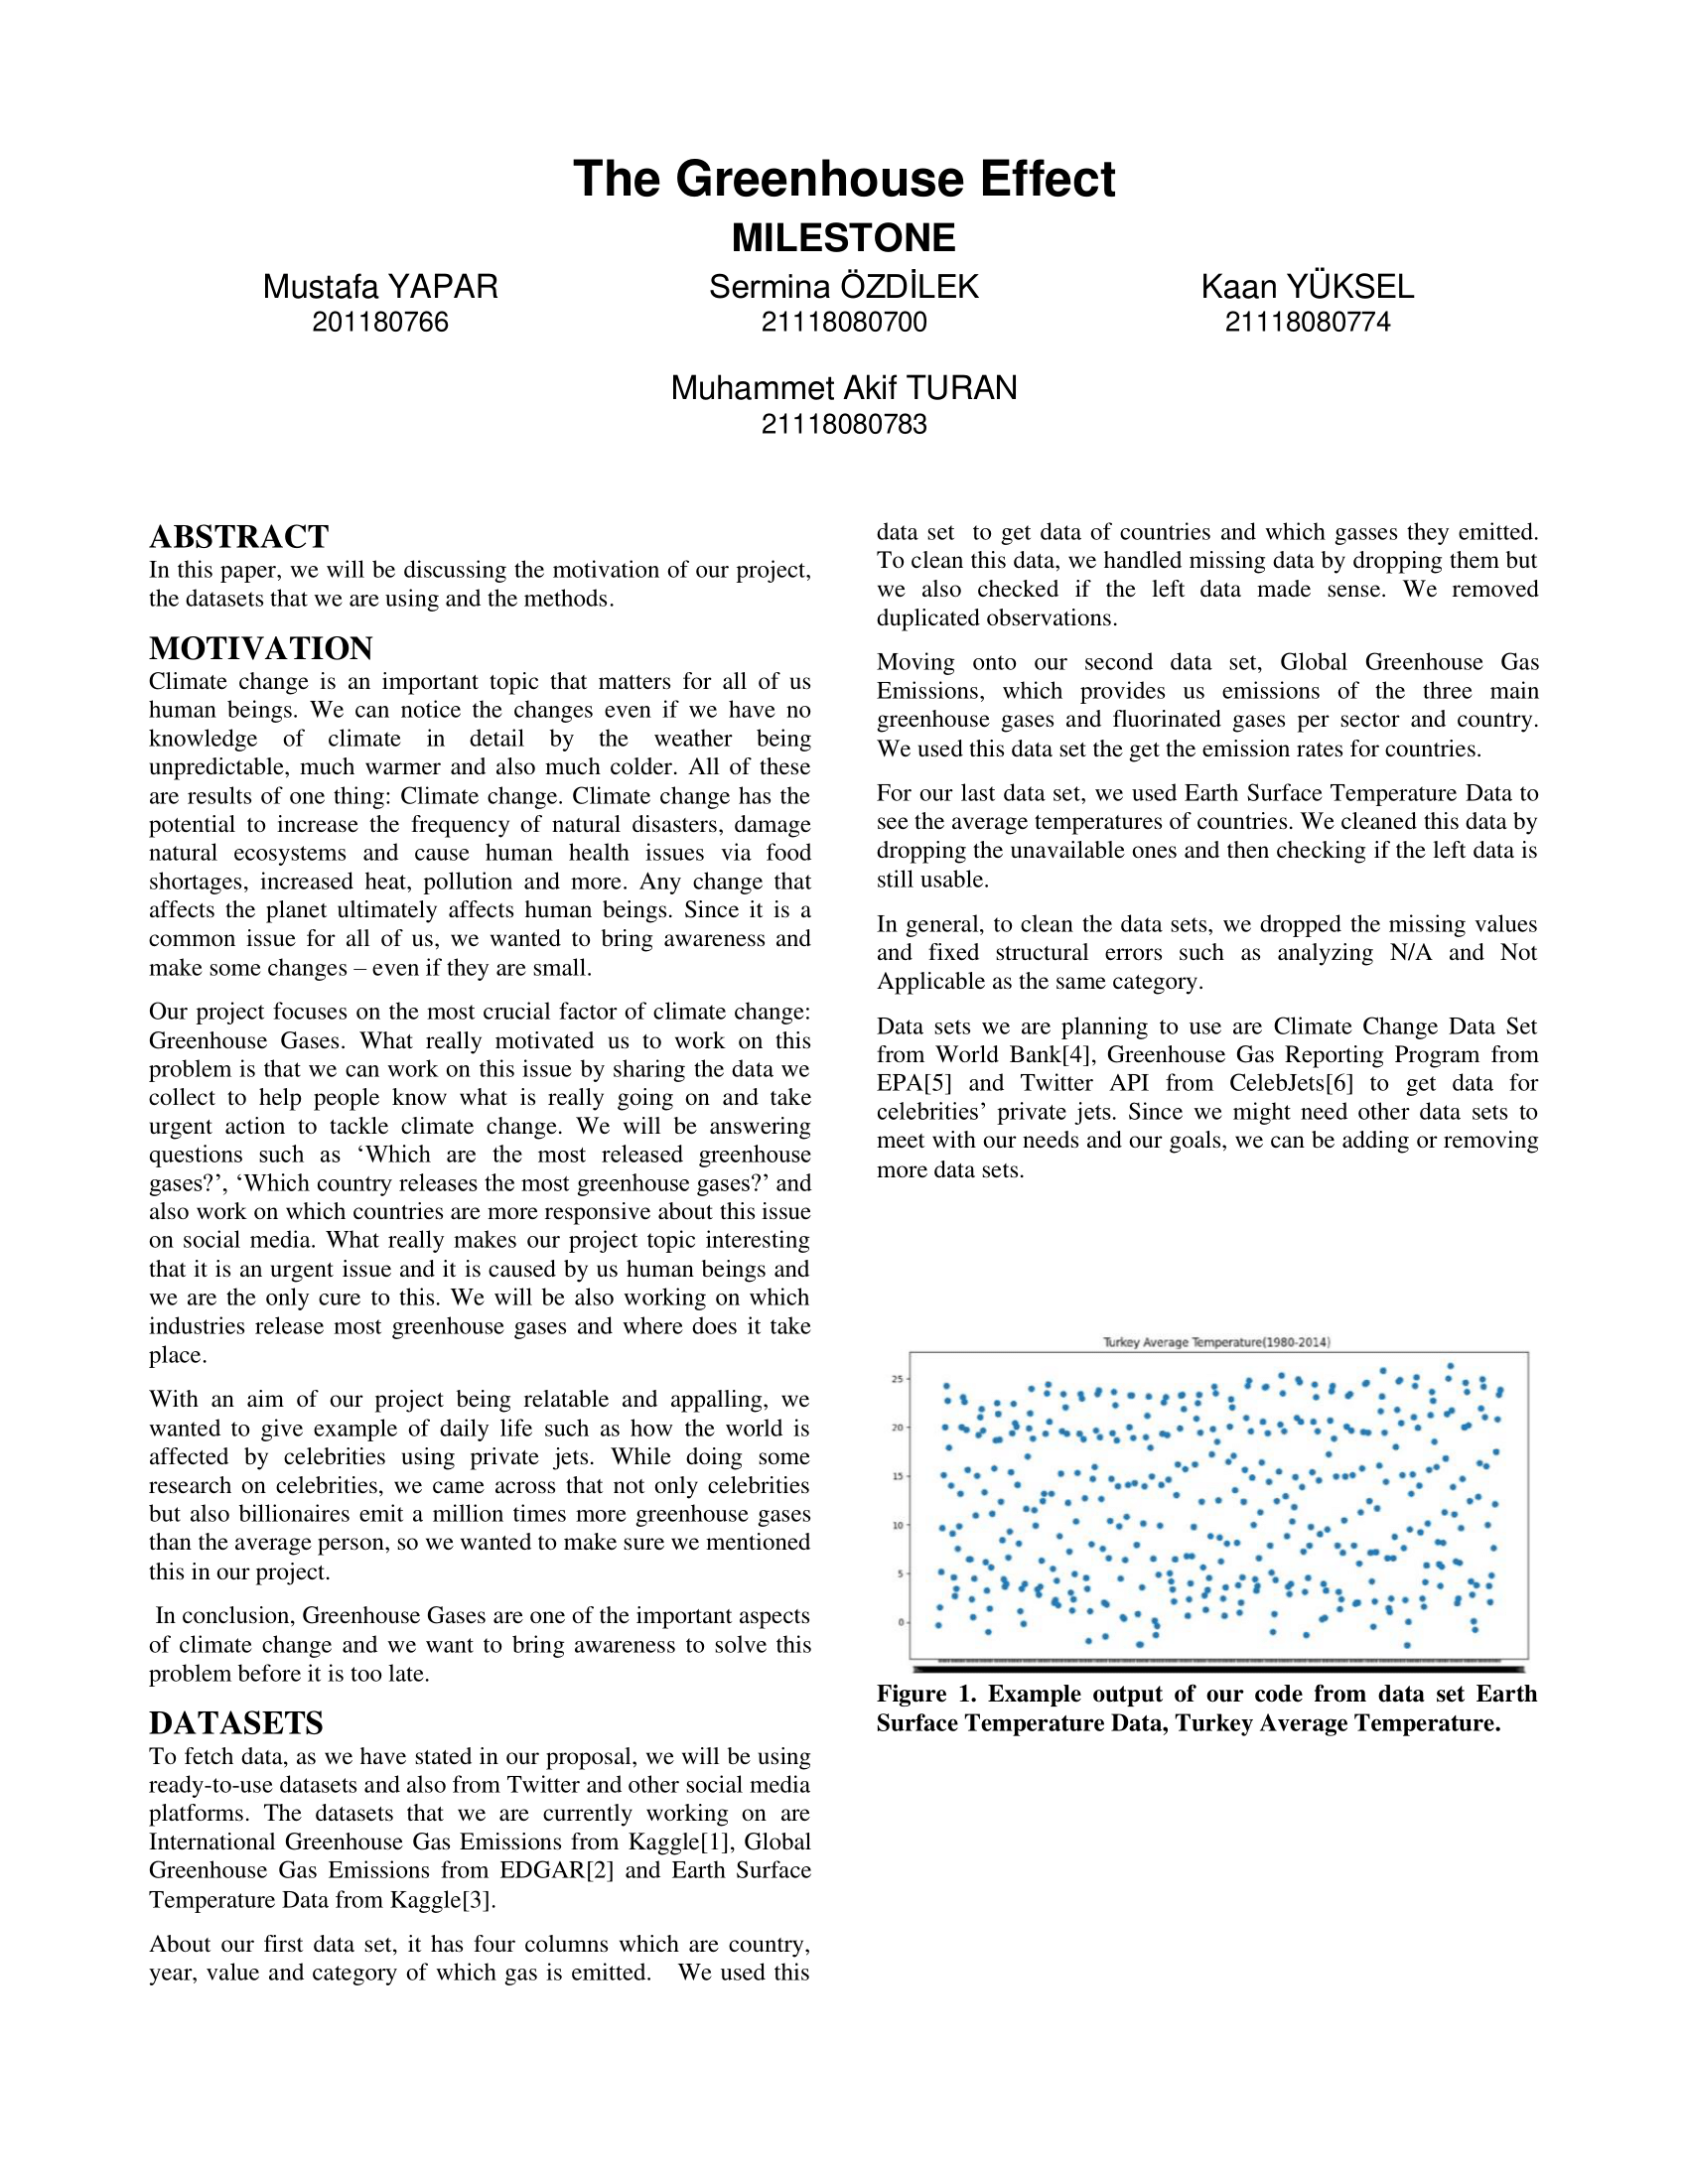 The Greenhouse Effect
MILESTONE
Mustafa YAPAR
201180766
Sermina ÖZDİLEK
21118080700
Kaan YÜKSEL
21118080774
Muhammet Akif TURAN
21118080783
ABSTRACT
In this paper, we will be discussing the motivation of our project,
the datasets that we are using and the methods.
MOTIVATION
Climate change is an important topic that matters for all of us
human beings. We can notice the changes even if we have no
knowledge of climate in detail by the weather being
unpredictable, much warmer and also much colder. All of these
are results of one thing: Climate change. Climate change has the
potential to increase the frequency of natural disasters, damage
natural ecosystems and cause human health issues via food
shortages, increased heat, pollution and more. Any change that
affects the planet ultimately affects human beings. Since it is a
common issue for all of us, we wanted to bring awareness and
make some changes – even if they are small.
Our project focuses on the most crucial factor of climate change:
Greenhouse Gases. What really motivated us to work on this
problem is that we can work on this issue by sharing the data we
collect to help people know what is really going on and take
urgent action to tackle climate change. We will be answering
questions such as ‘Which are the most released greenhouse
gases?’, ‘Which country releases the most greenhouse gases?’ and
also work on which countries are more responsive about this issue
on social media. What really makes our project topic interesting
that it is an urgent issue and it is caused by us human beings and
we are the only cure to this. We will be also working on which
industries release most greenhouse gases and where does it take
place.
With an aim of our project being relatable and appalling, we
wanted to give example of daily life such as how the world is
affected by celebrities using private jets. While doing some
research on celebrities, we came across that not only celebrities
but also billionaires emit a million times more greenhouse gases
than the average person, so we wanted to make sure we mentioned
this in our project.
In conclusion, Greenhouse Gases are one of the important aspects
of climate change and we want to bring awareness to solve this
problem before it is too late.
DATASETS
To fetch data, as we have stated in our proposal, we will be using
ready-to-use datasets and also from Twitter and other social media
platforms. The datasets that we are currently working on are
International Greenhouse Gas Emissions from Kaggle[1], Global
Greenhouse Gas Emissions from EDGAR[2] and Earth Surface
Temperature Data from Kaggle[3].
About our first data set, it has four columns which are country,
year, value and category of which gas is emitted. We used this
data set to get data of countries and which gasses they emitted.
To clean this data, we handled missing data by dropping them but
we also checked if the left data made sense. We removed
duplicated observations.
Moving onto our second data set, Global Greenhouse Gas
Emissions, which provides us emissions of the three main
greenhouse gases and fluorinated gases per sector and country.
We used this data set the get the emission rates for countries.
For our last data set, we used Earth Surface Temperature Data to
see the average temperatures of countries. We cleaned this data by
dropping the unavailable ones and then checking if the left data is
still usable.
In general, to clean the data sets, we dropped the missing values
and fixed structural errors such as analyzing N/A and Not
Applicable as the same category.
Data sets we are planning to use are Climate Change Data Set
from World Bank[4], Greenhouse Gas Reporting Program from
EPA[5] and Twitter API from CelebJets[6] to get data for
celebrities’ private jets. Since we might need other data sets to
meet with our needs and our goals, we can be adding or removing
more data sets.
Turkey Average Temperature(1980-2014)
25
20
15
10
5
0
Figure 1. Example output of our code from data set Earth
Surface Temperature Data, Turkey Average Temperature.